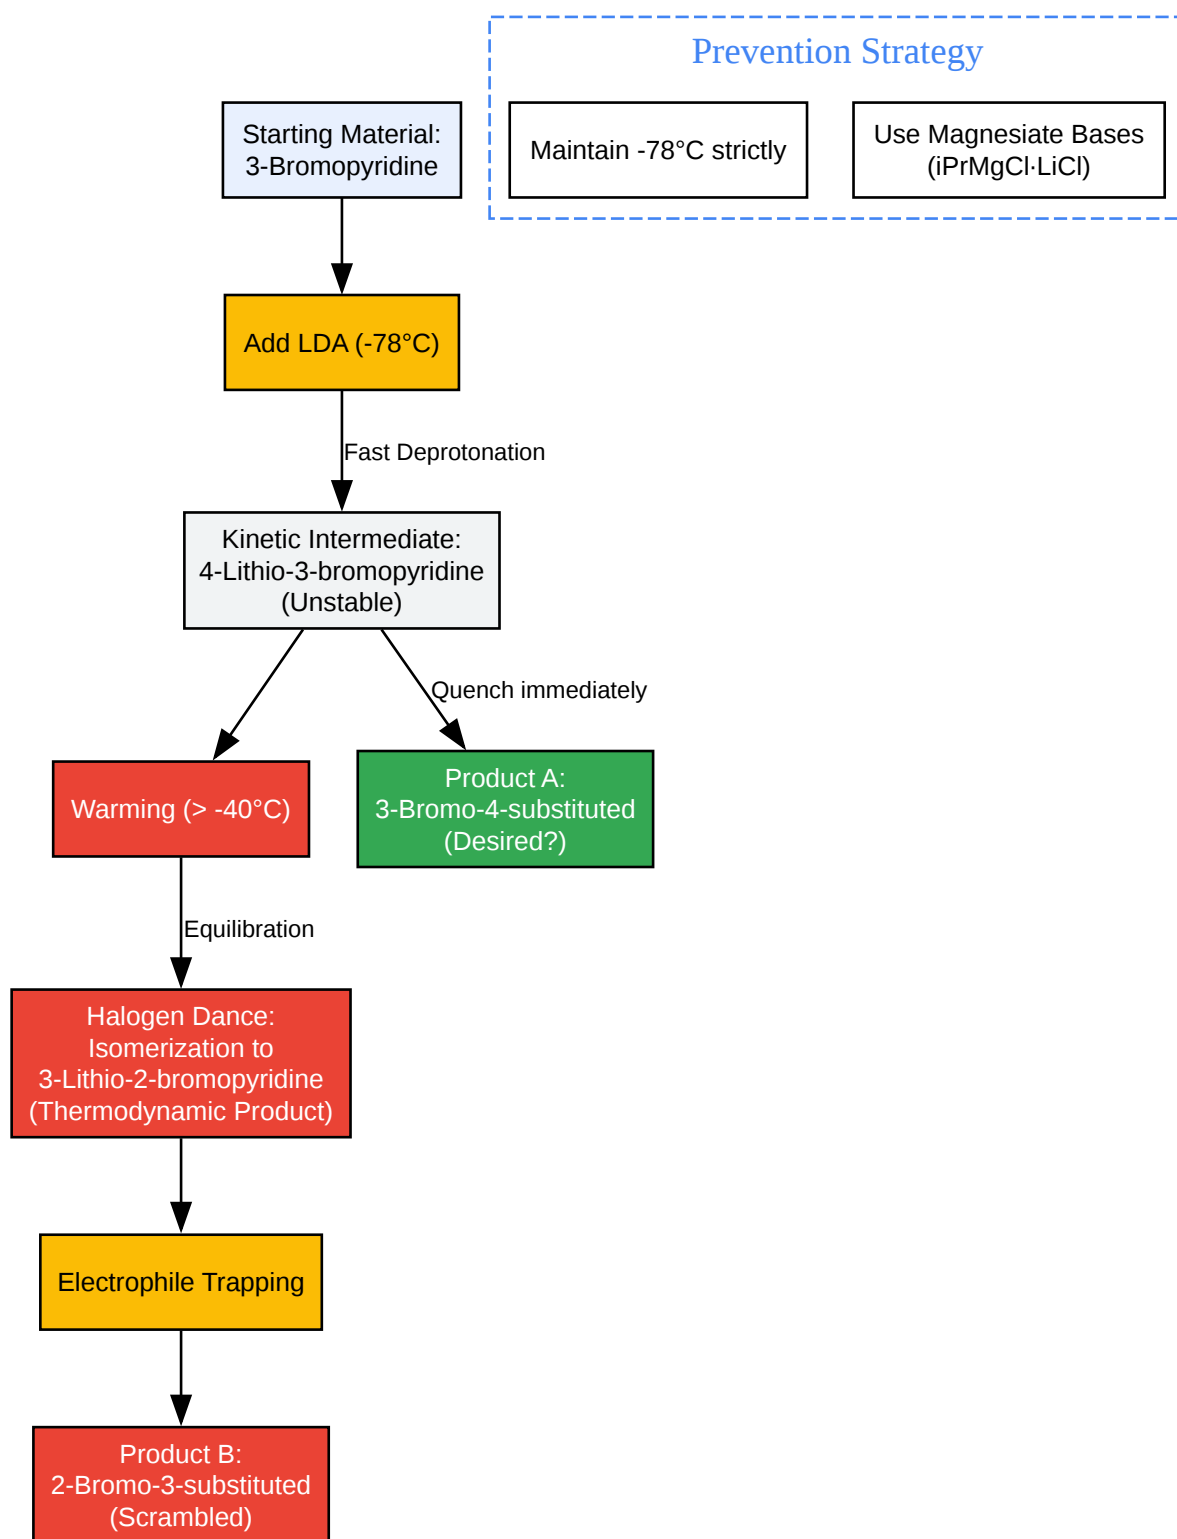 Prevention Strategy
Starting Material:
3-Bromopyridine
Maintain -78°C strictly
Use Magnesiate Bases
(iPrMgCl·LiCl)
Add LDA (-78°C)
Fast Deprotonation
Kinetic Intermediate:
4-Lithio-3-bromopyridine
(Unstable)
Quench immediately
Warming (> -40°C)
Product A:
3-Bromo-4-substituted
(Desired?)
Equilibration
Halogen Dance:
Isomerization to
3-Lithio-2-bromopyridine
(Thermodynamic Product)
Electrophile Trapping
Product B:
2-Bromo-3-substituted
(Scrambled)